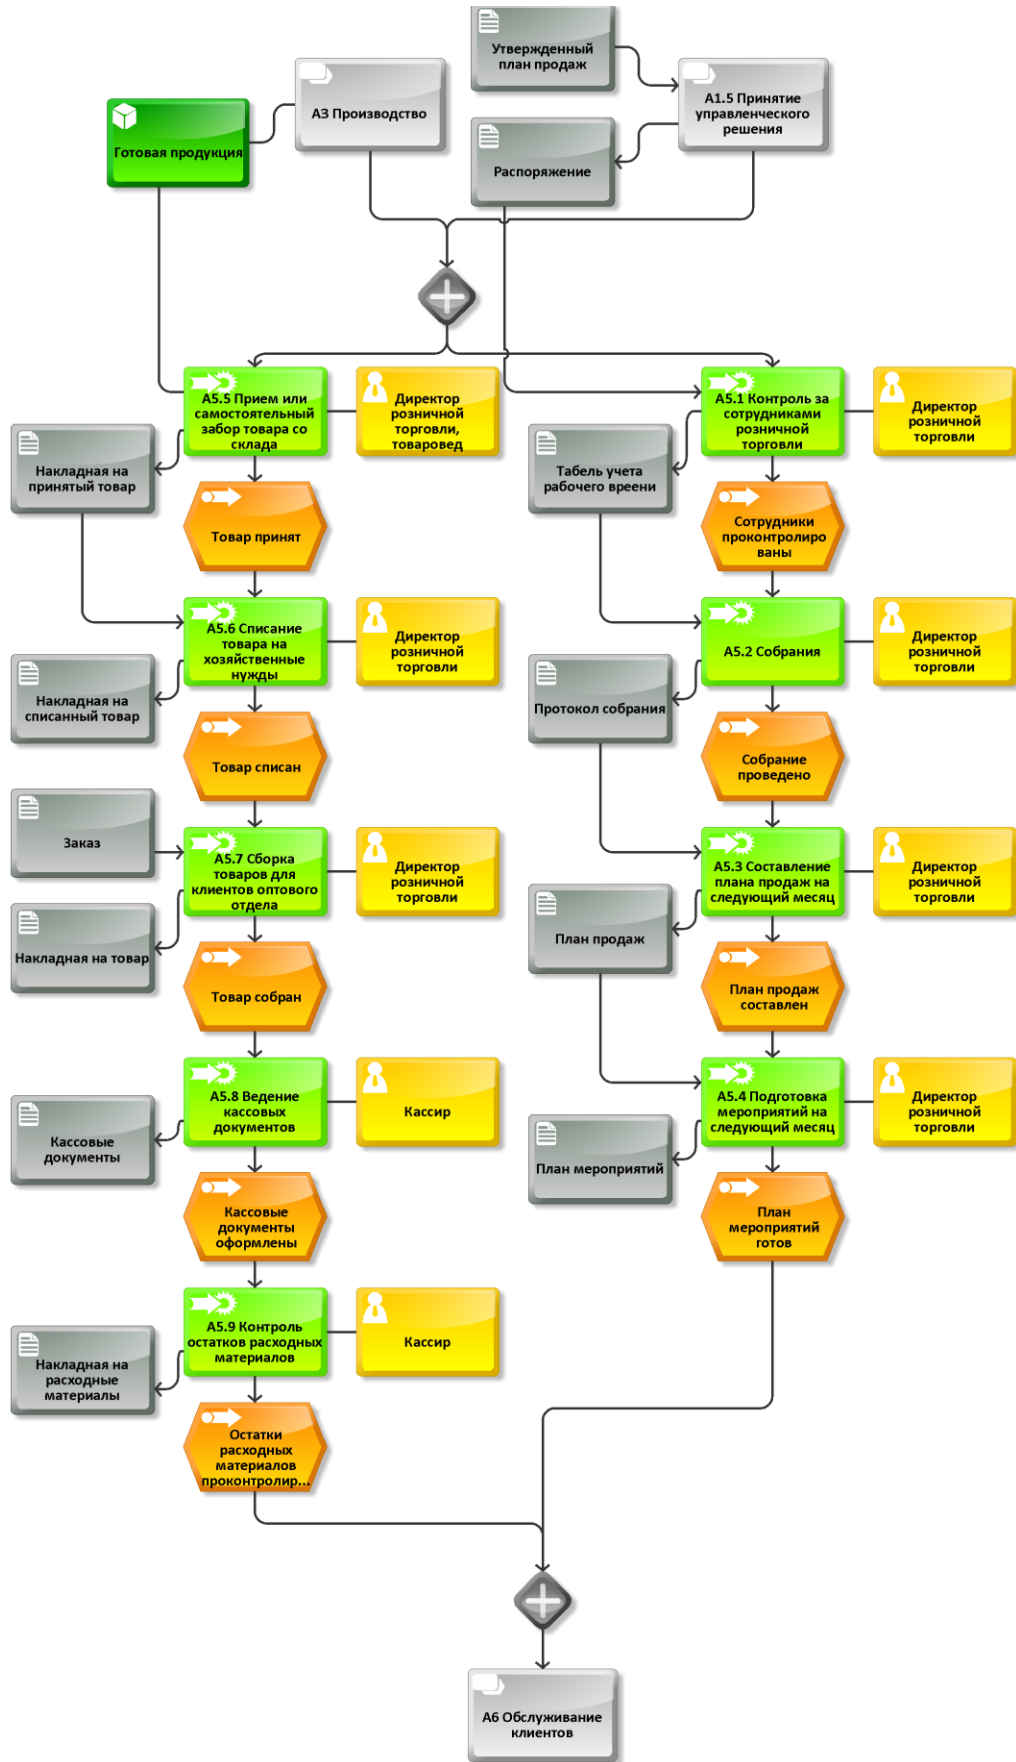 Утвержденный
план продаж
А3 Производство
А1.5 Принятие
управленческого
решения
Готовая продукция
Распоряжение
А5.5 Прием или
самостоятельный
забор товара со
склада
Директор
розничной
торговли,
товаровед
А5.1 Контроль за
сотрудниками
розничной
торговли
Директор
розничной
торговли
Накладная на
принятый товар
Табель учета
рабочего вреени
Товар принят
Сотрудники
проконтролиро
ваны
А5.6 Списание
товара на
хозяйственные
нужды
Директор
розничной
торговли
А5.2 Собрания
Директор
розничной
торговли
Накладная на
списанный товар
Протокол собрания
Товар списан
Собрание
проведено
Заказ
А5.7 Сборка
товаров для
клиентов оптового
отдела
Директор
розничной
торговли
А5.3 Составление
плана продаж на
следующий месяц
Директор
розничной
торговли
Накладная на товар
План продаж
Товар собран
План продаж
составлен
А5.8 Ведение
кассовых
документов
Кассир
А5.4 Подготовка
мероприятий на
следующий месяц
Директор
розничной
торговли
Кассовые
документы
План мероприятий
Кассовые
документы
оформлены
План
мероприятий
готов
А5.9 Контроль
остатков расходных
материалов
Кассир
Накладная на
расходные
материалы
Остатки
расходных
материалов
проконтролир...
А6 Обслуживание
клиентов